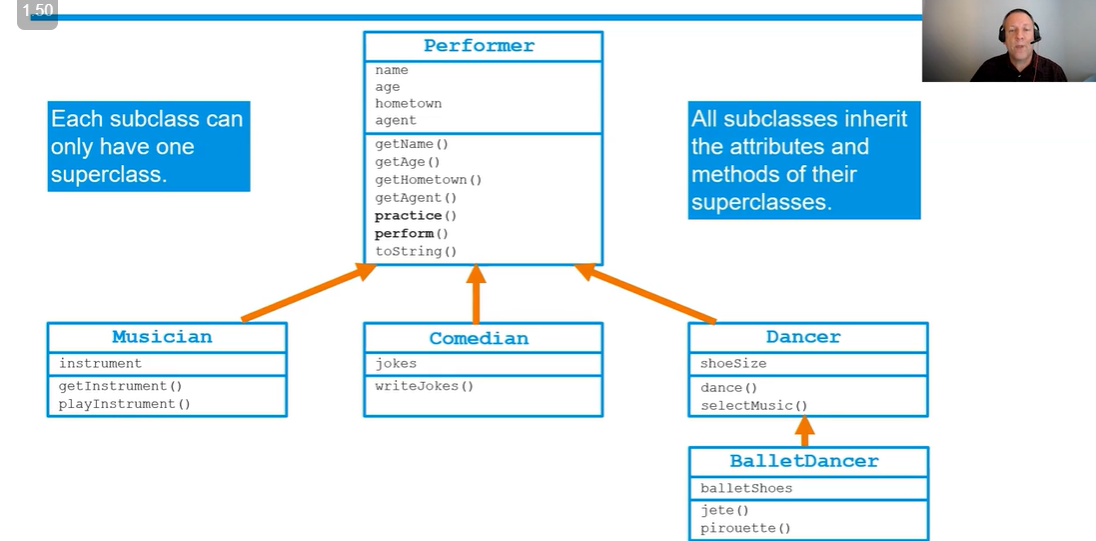 1.50
Performer
name
age
hometown
agent
getName()
getAge()
getHometown()
getAgent()
practice()
perform()
toString()
Each subclass can
only have one
superclass.
All subclasses inherit
the attributes and
methods of their
superclasses.
Musician
instrument
getInstrument()
playInstrument()
Comedian
jokes
writeJokes()
Dancer
shoeSize
dance()
selectMusic()
BalletDancer
balletShoes
jete()
pirouette()